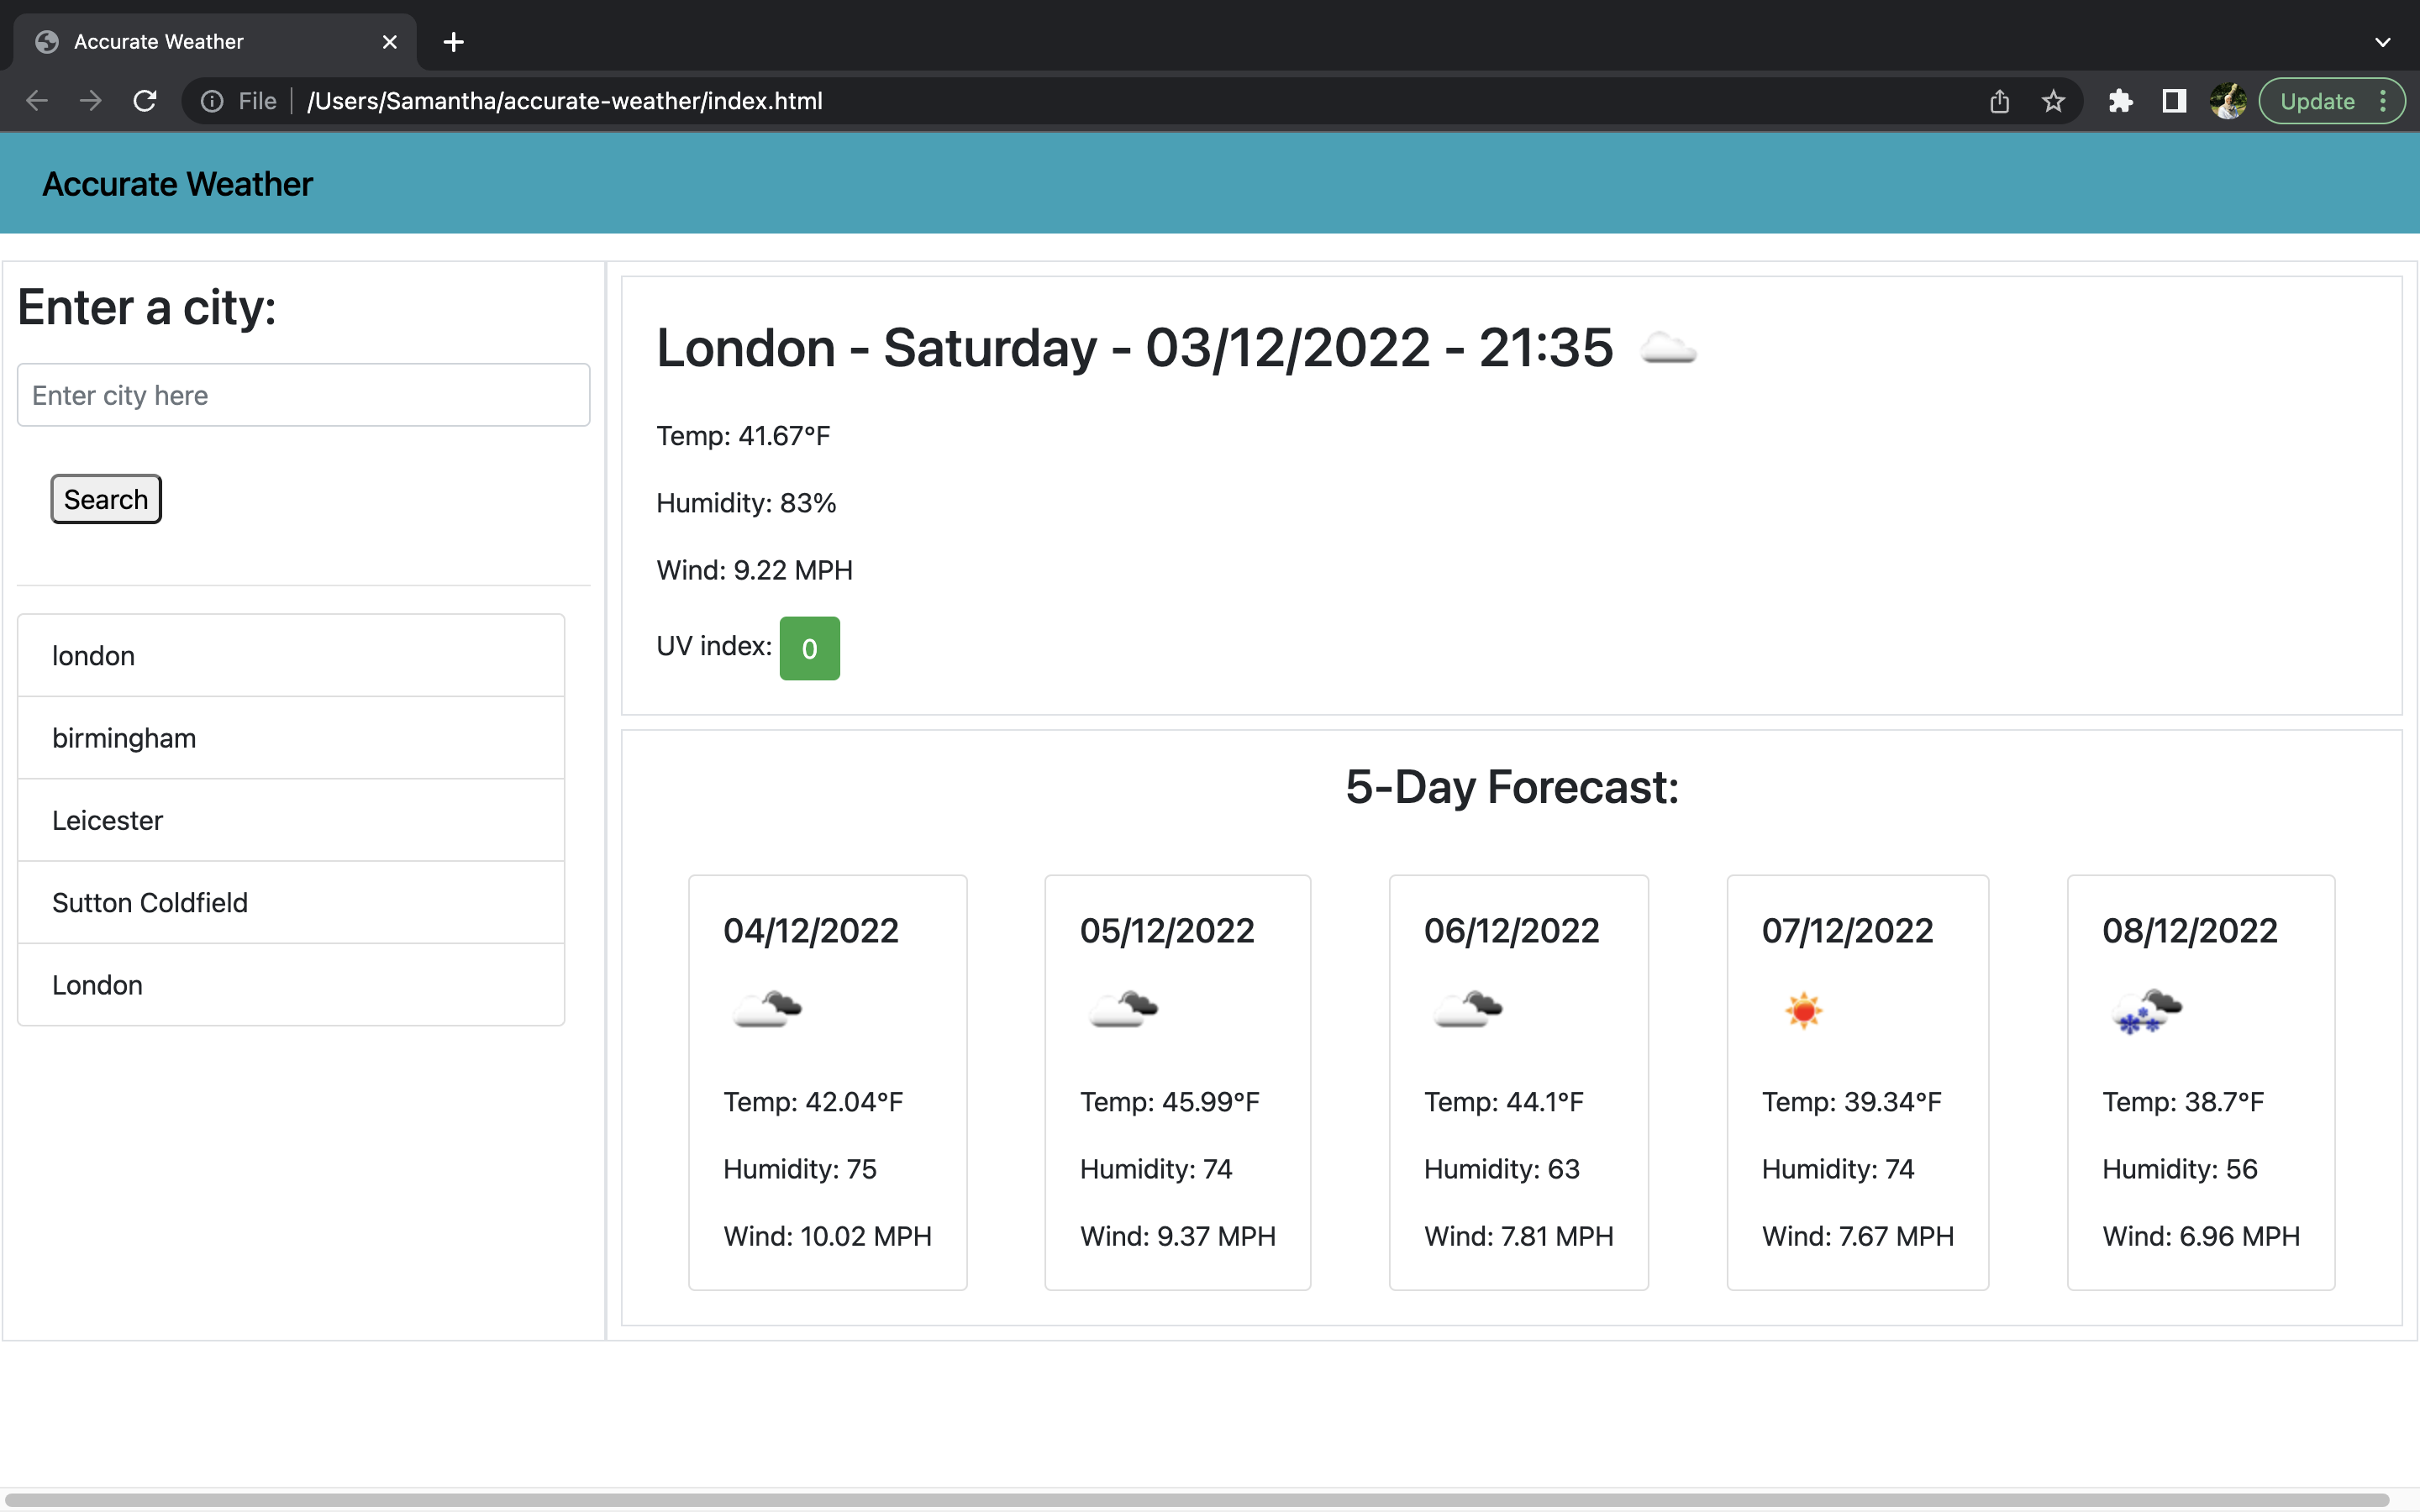 Accurate Weather
File /Users/Samantha/accurate-weather/index.html
Update
Accurate Weather
Enter a city:
Enter city here
Search
london
birmingham
Leicester
Sutton Coldfield
London
London - Saturday - 03/12/2022 - 21:35
Temp: 41.67°F
Humidity: 83%
Wind: 9.22 MPH
UV index: 0
5-Day Forecast:
04/12/2022
Temp: 42.04°F
Humidity: 75
Wind: 10.02 MPH
05/12/2022
Temp: 45.99°F
Humidity: 74
Wind: 9.37 MPH
06/12/2022
Temp: 44.1°F
Humidity: 63
Wind: 7.81 MPH
07/12/2022
Temp: 39.34°F
Humidity: 74
Wind: 7.67 MPH
08/12/2022
Temp: 38.7°F
Humidity: 56
Wind: 6.96 MPH